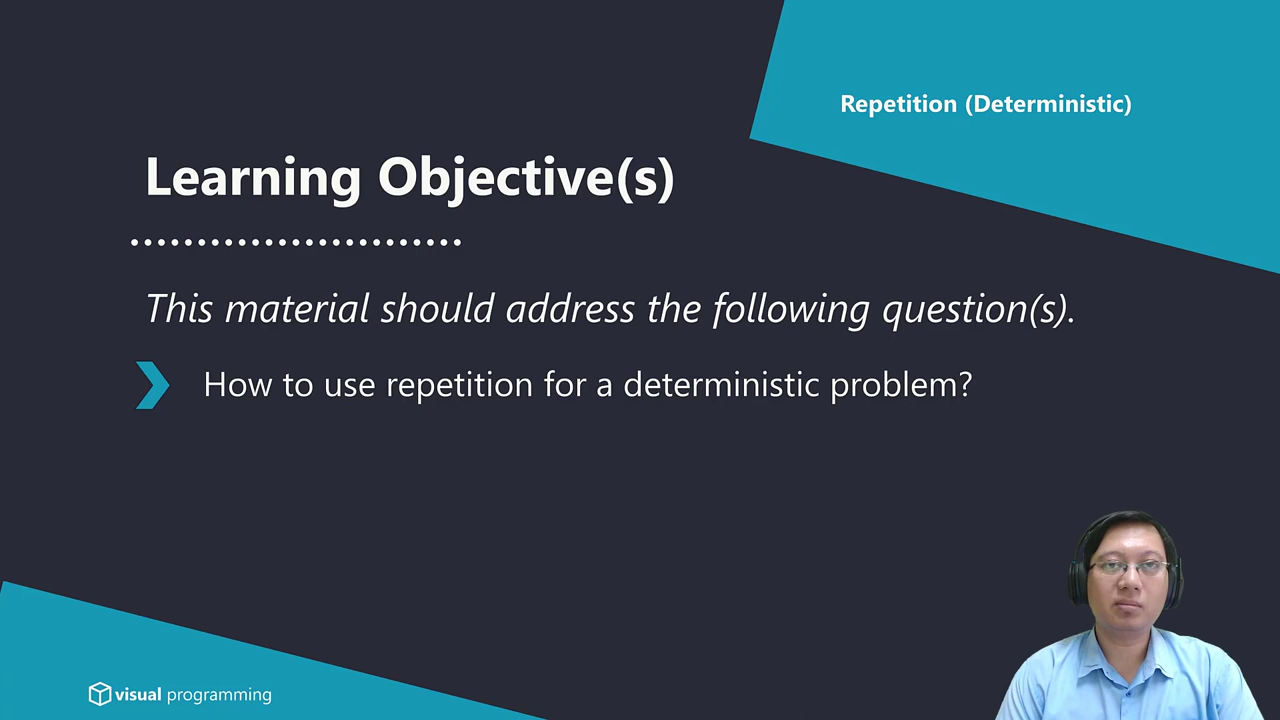 Repetition (Deterministic)
Learning Objective(s)
This material should address the following question(s).
How to use repetition for a deterministic problem?
visual programming